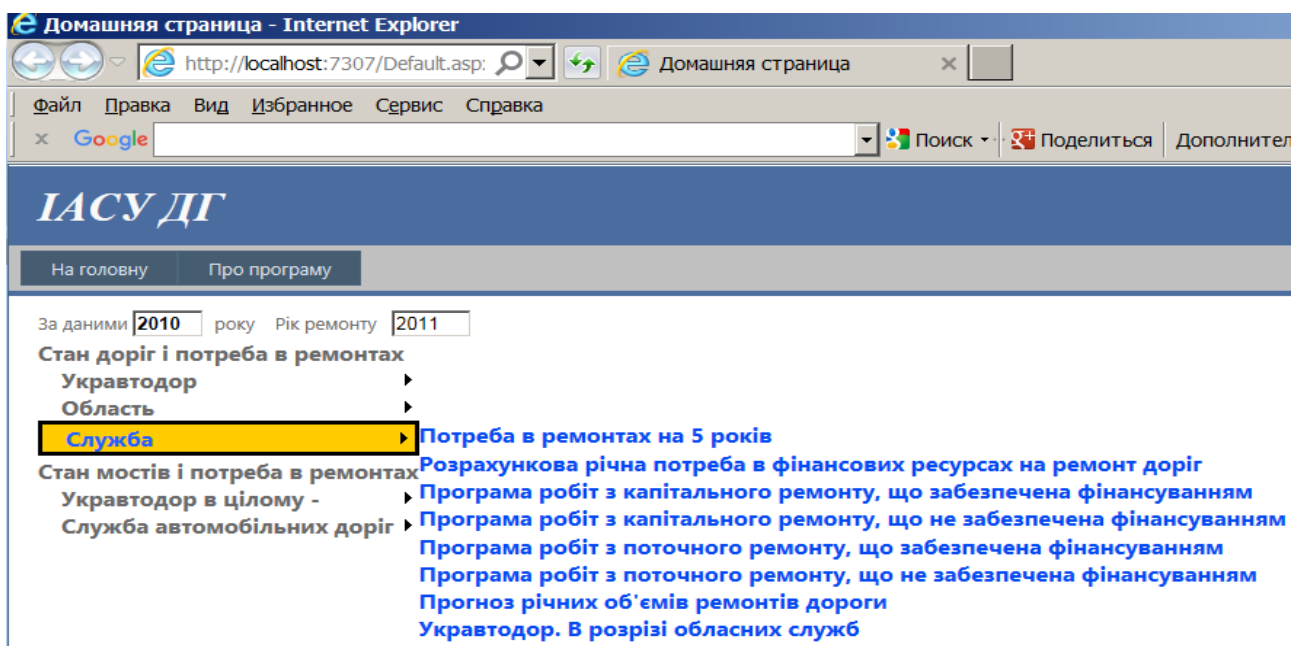 Домашняя страница - Internet Explorer
http://localhost:7307/Default.asp: Домашняя страница
Файл Правка Вид Избранное Сервис Справка
x Google Поиск Поделиться Дополнител
ІАСУ ДГ
На головну Про програму
За даними 2010 року Рік ремонту 2011
Стан доріг і потреба в ремонтах
Укравтодор
Область
Служба
Стан мостів і потреба в ремонтах
Укравтодор в цілому -
Служба автомобільних доріг
Потреба в ремонтах на 5 років
Розрахункова річна потреба в фінансових ресурсах на ремонт доріг
Програма робіт з капітального ремонту, що забезпечена фінансуванням
Програма робіт з капітального ремонту, що не забезпечена фінансуванням
Програма робіт з поточного ремонту, що забезпечена фінансуванням
Програма робіт з поточного ремонту, що не забезпечена фінансуванням
Прогноз річних об'ємів ремонтів дороги
Укравтодор. В розрізі обласних служб